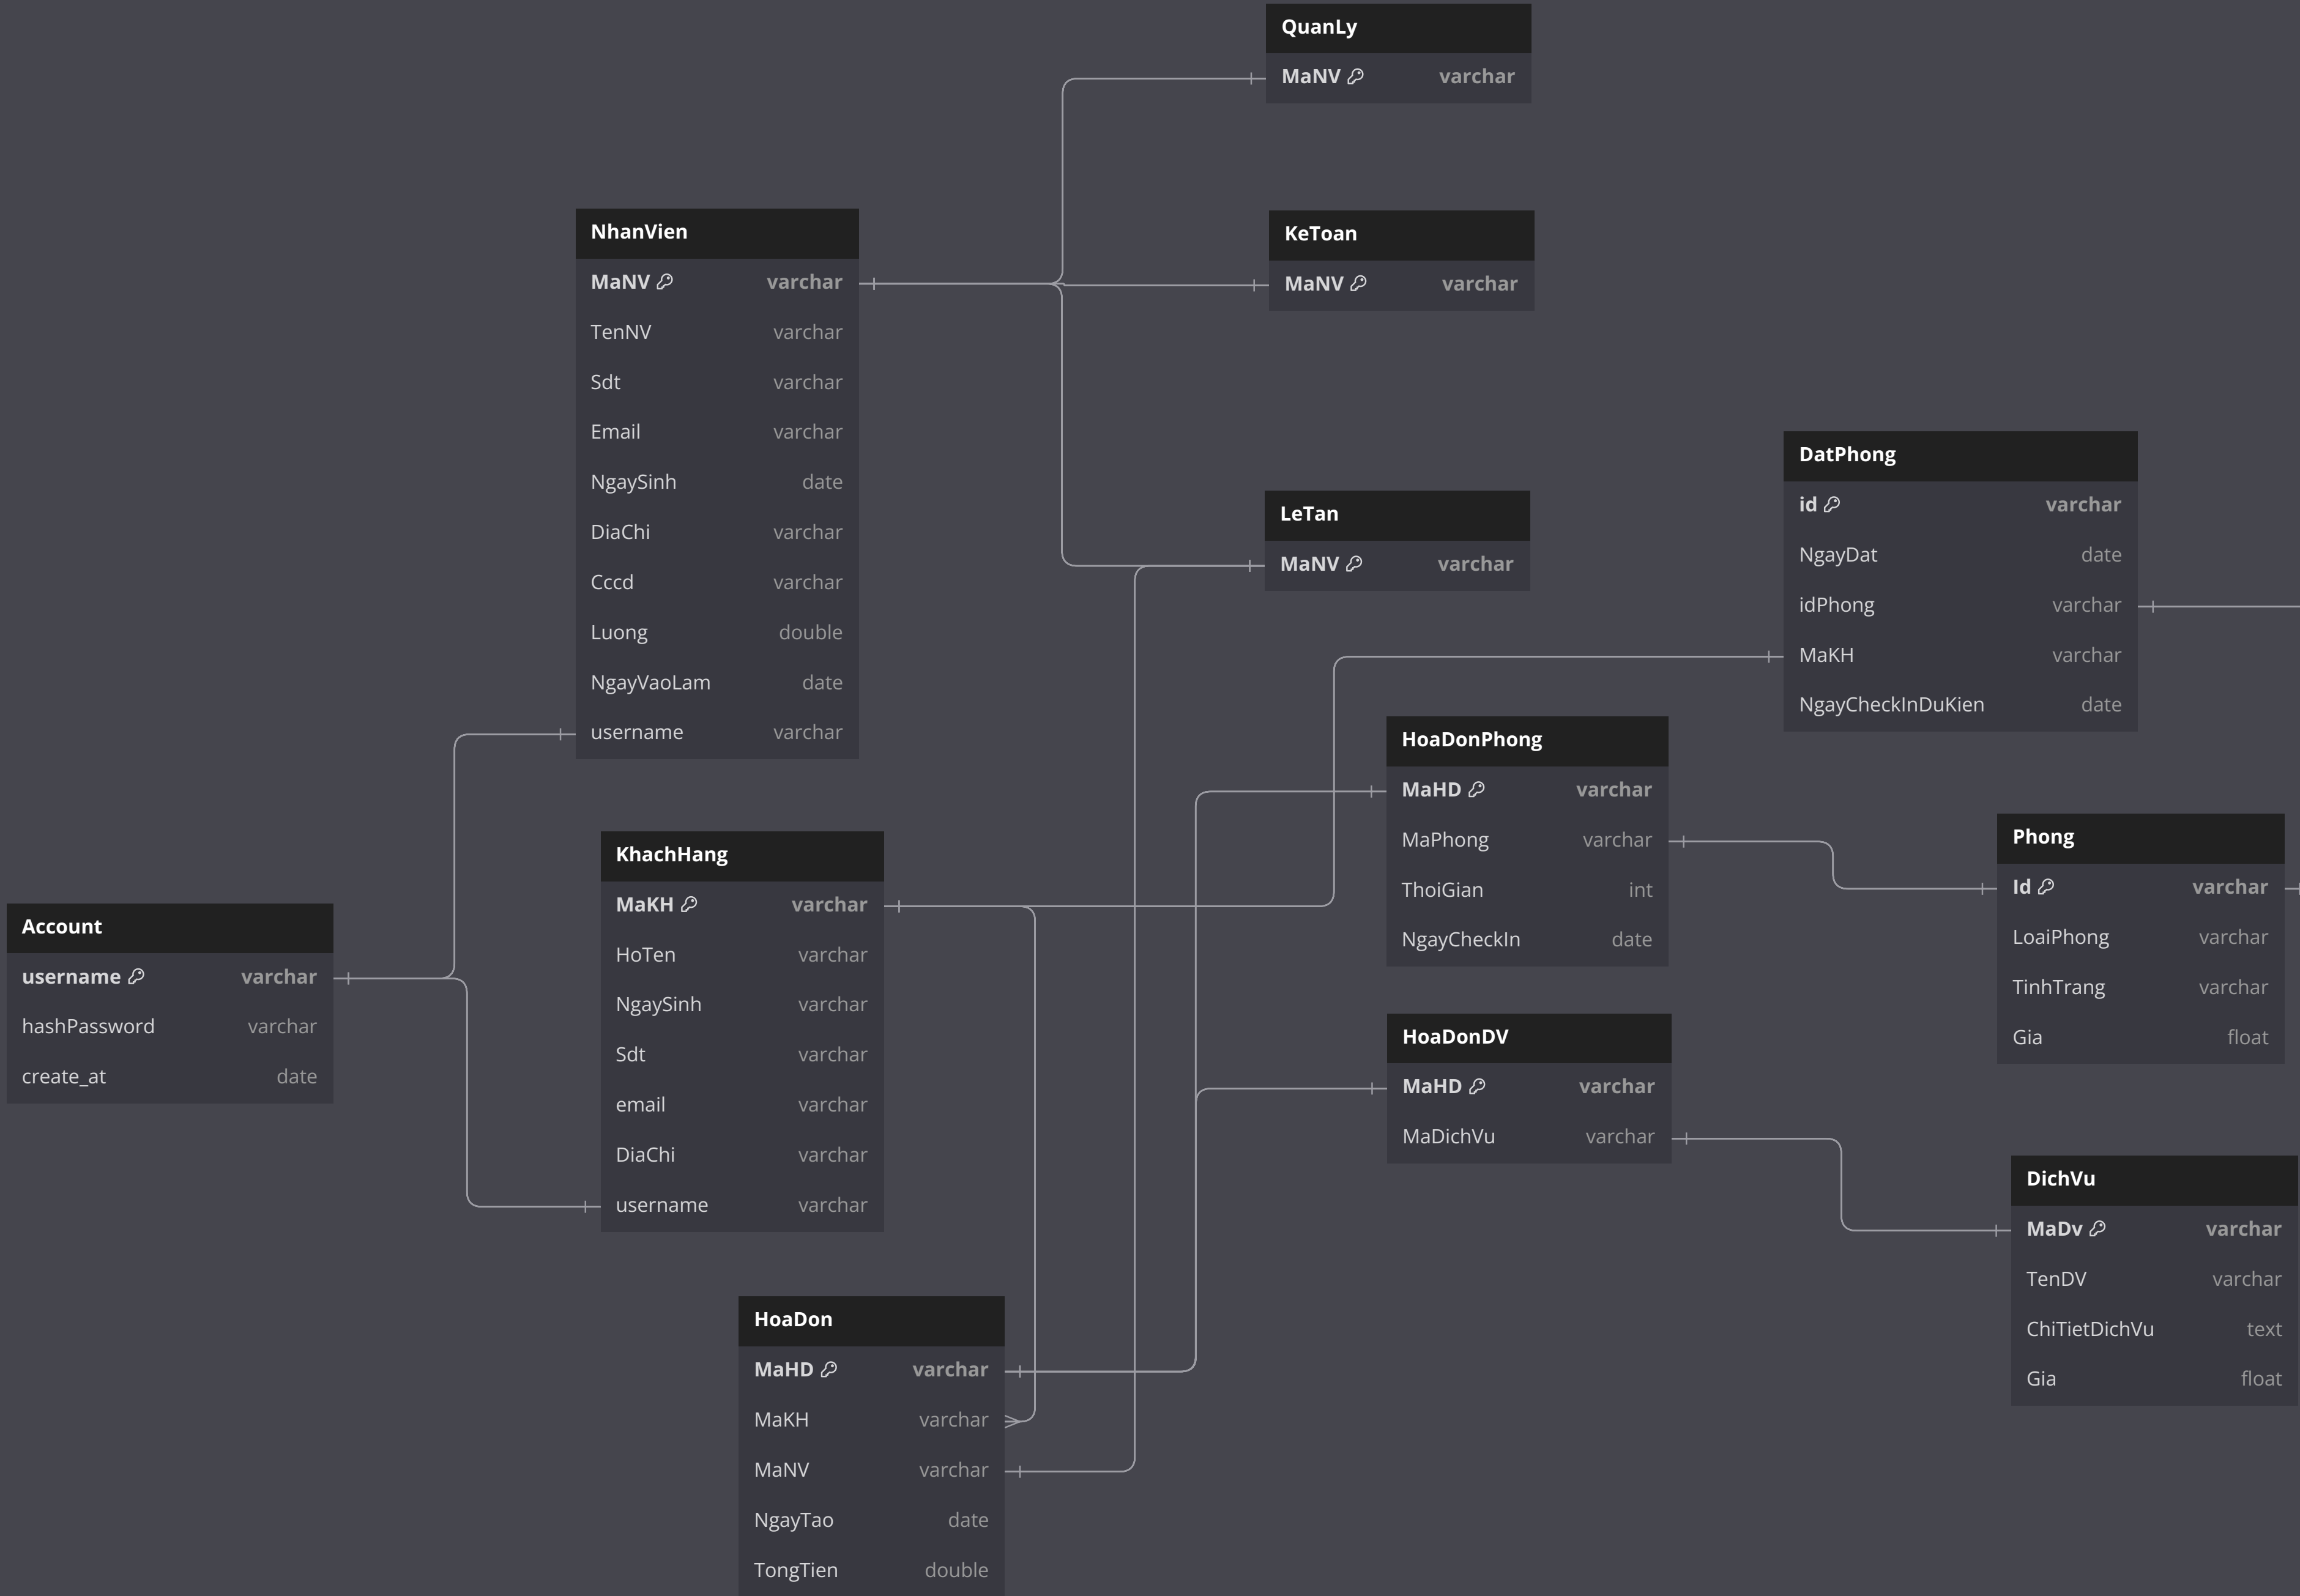 QuanLy
MaNV varchar
NhanVien
MaNV varchar
TenNV varchar
Sdt varchar
Email varchar
NgaySinh date
DiaChi varchar
Cccd varchar
Luong double
NgayVaoLam date
username varchar
KeToan
MaNV varchar
LeTan
MaNV varchar
DatPhong
id varchar
NgayDat date
idPhong varchar
MaKH varchar
NgayCheckInDuKien date
HoaDonPhong
MaHD varchar
MaPhong varchar
ThoiGian int
NgayCheckIn date
Phong
Id varchar
LoaiPhong varchar
TinhTrang varchar
Gia float
KhachHang
MaKH varchar
HoTen varchar
NgaySinh varchar
Sdt varchar
email varchar
DiaChi varchar
username varchar
Account
username varchar
hashPassword varchar
create_at date
HoaDonDV
MaHD varchar
MaDichVu varchar
DichVu
MaDv varchar
TenDV varchar
ChiTietDichVu text
Gia float
HoaDon
MaHD varchar
MaKH varchar
MaNV varchar
NgayTao date
TongTien double